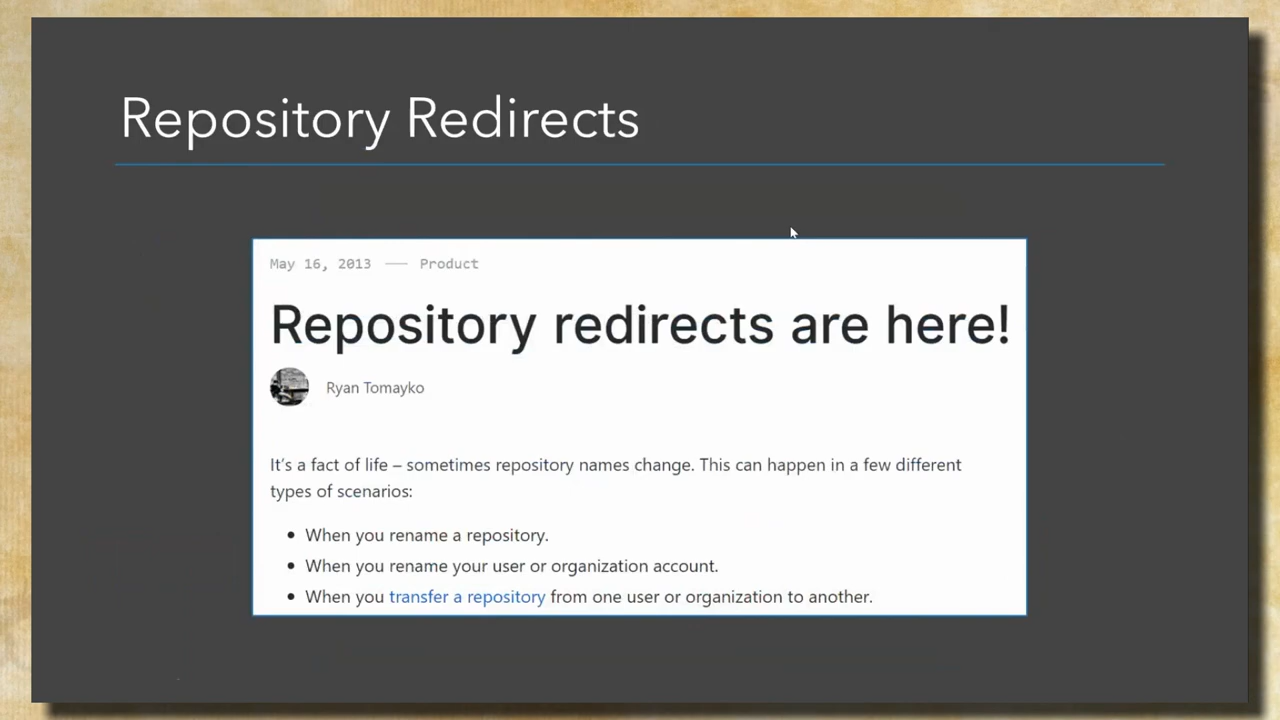 Repository Redirects
May 16, 2013 — Product
Repository redirects are here!
Ryan Tomayko
It's a fact of life – sometimes repository names change. This can happen in a few different
types of scenarios:
• When you rename a repository.
• When you rename your user or organization account.
• When you transfer a repository from one user or organization to another.